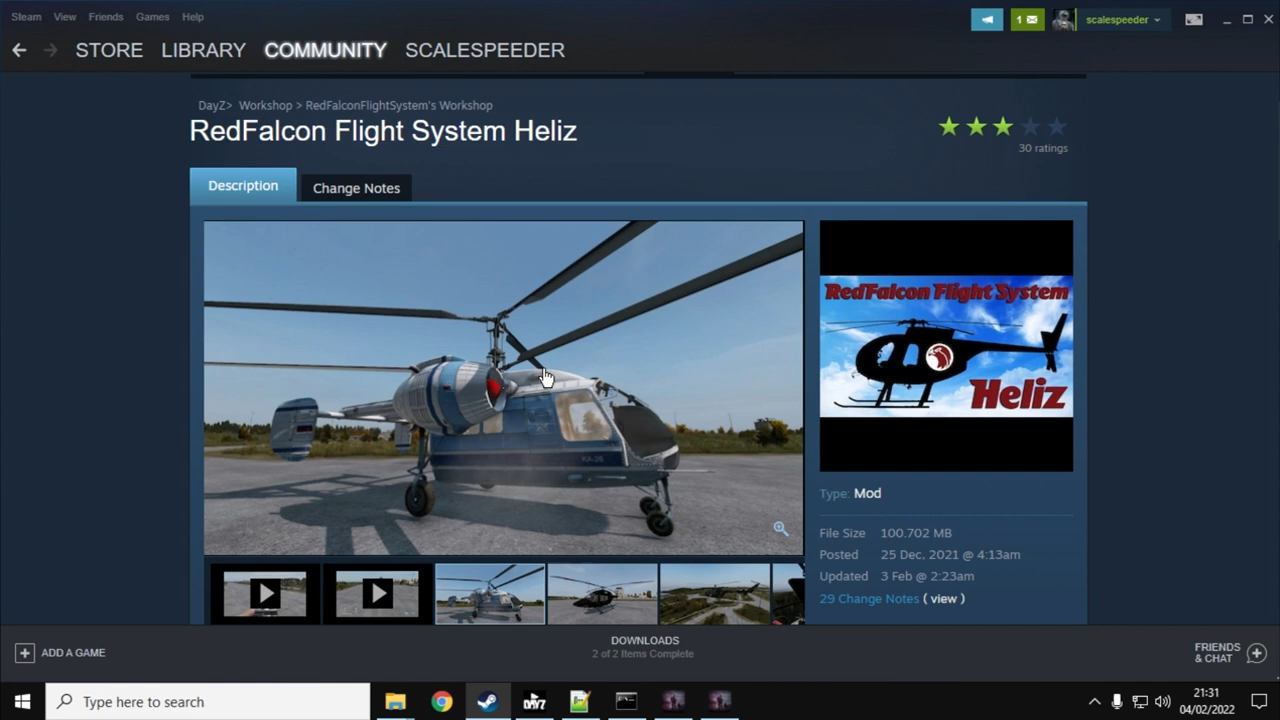 Steam View Friends Games Help
1
scalespeeder
STORE LIBRARY COMMUNITY SCALESPEEDER
DayZ> Workshop > RedFalconFlightSystem's Workshop
RedFalcon Flight System Heliz
30 ratings
Description
Change Notes
KA-26
RedFalcon Flight System
Heliz
Type: Mod
File Size 100.702 MB
Posted 25 Dec, 2021 @ 4:13am
Updated 3 Feb @ 2:23am
29 Change Notes ( view )
ADD A GAME
DOWNLOADS
2 of 2 Items Complete
FRIENDS
& CHAT
Type here to search
DAYZ
21:31
04/02/2022